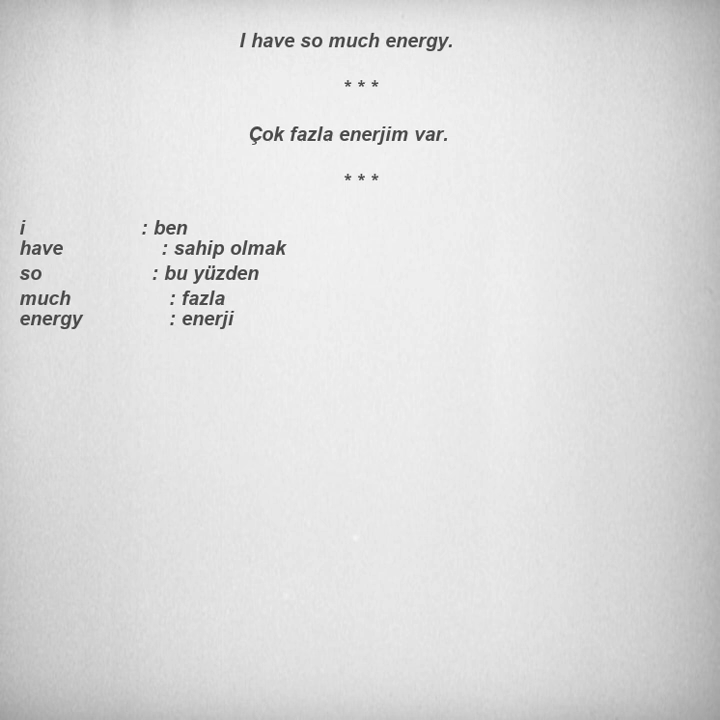 I have so much energy.
* * *
Çok fazla enerjim var.
* * *
i : ben
have : sahip olmak
so : bu yüzden
much : fazla
energy : enerji